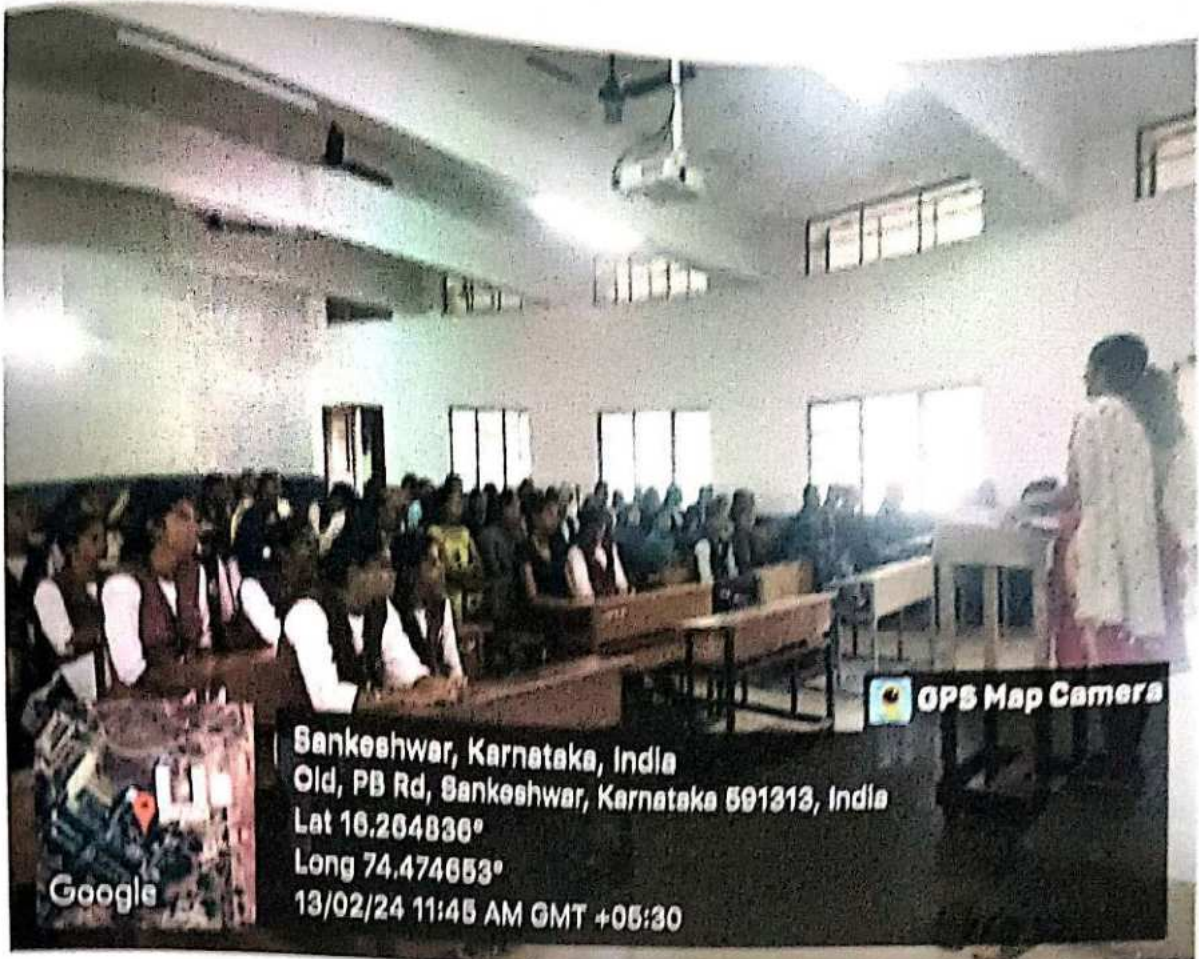 GPS Map Camera
Sankeshwar, Karnataka, India
Old, PB Rd, Sankeshwar, Karnataka 591313, India
Lat 16.264836°
Long 74.474653°
13/02/24 11:45 AM GMT +05:30
Google